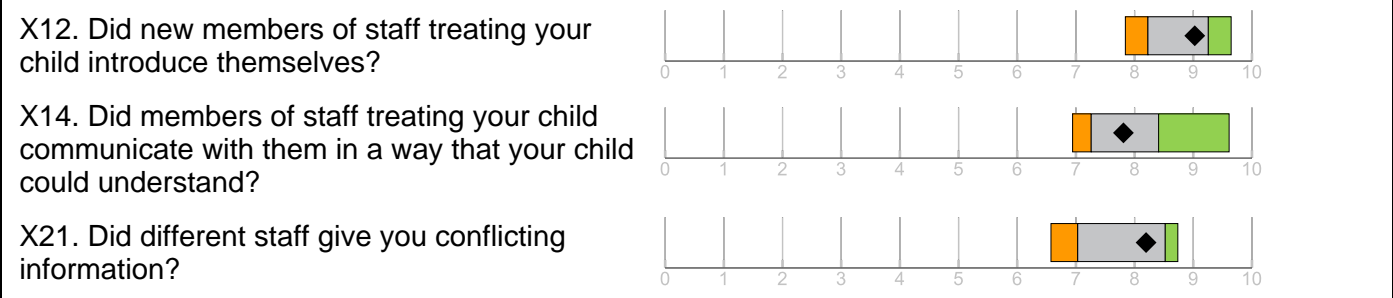 X12. Did new members of staff treating your
child introduce themselves?
0 1 2 3 4 5 6 7 8 9 10
X14. Did members of staff treating your child
communicate with them in a way that your child
could understand?
0 1 2 3 4 5 6 7 8 9 10
X21. Did different staff give you conflicting
information?
0 1 2 3 4 5 6 7 8 9 10